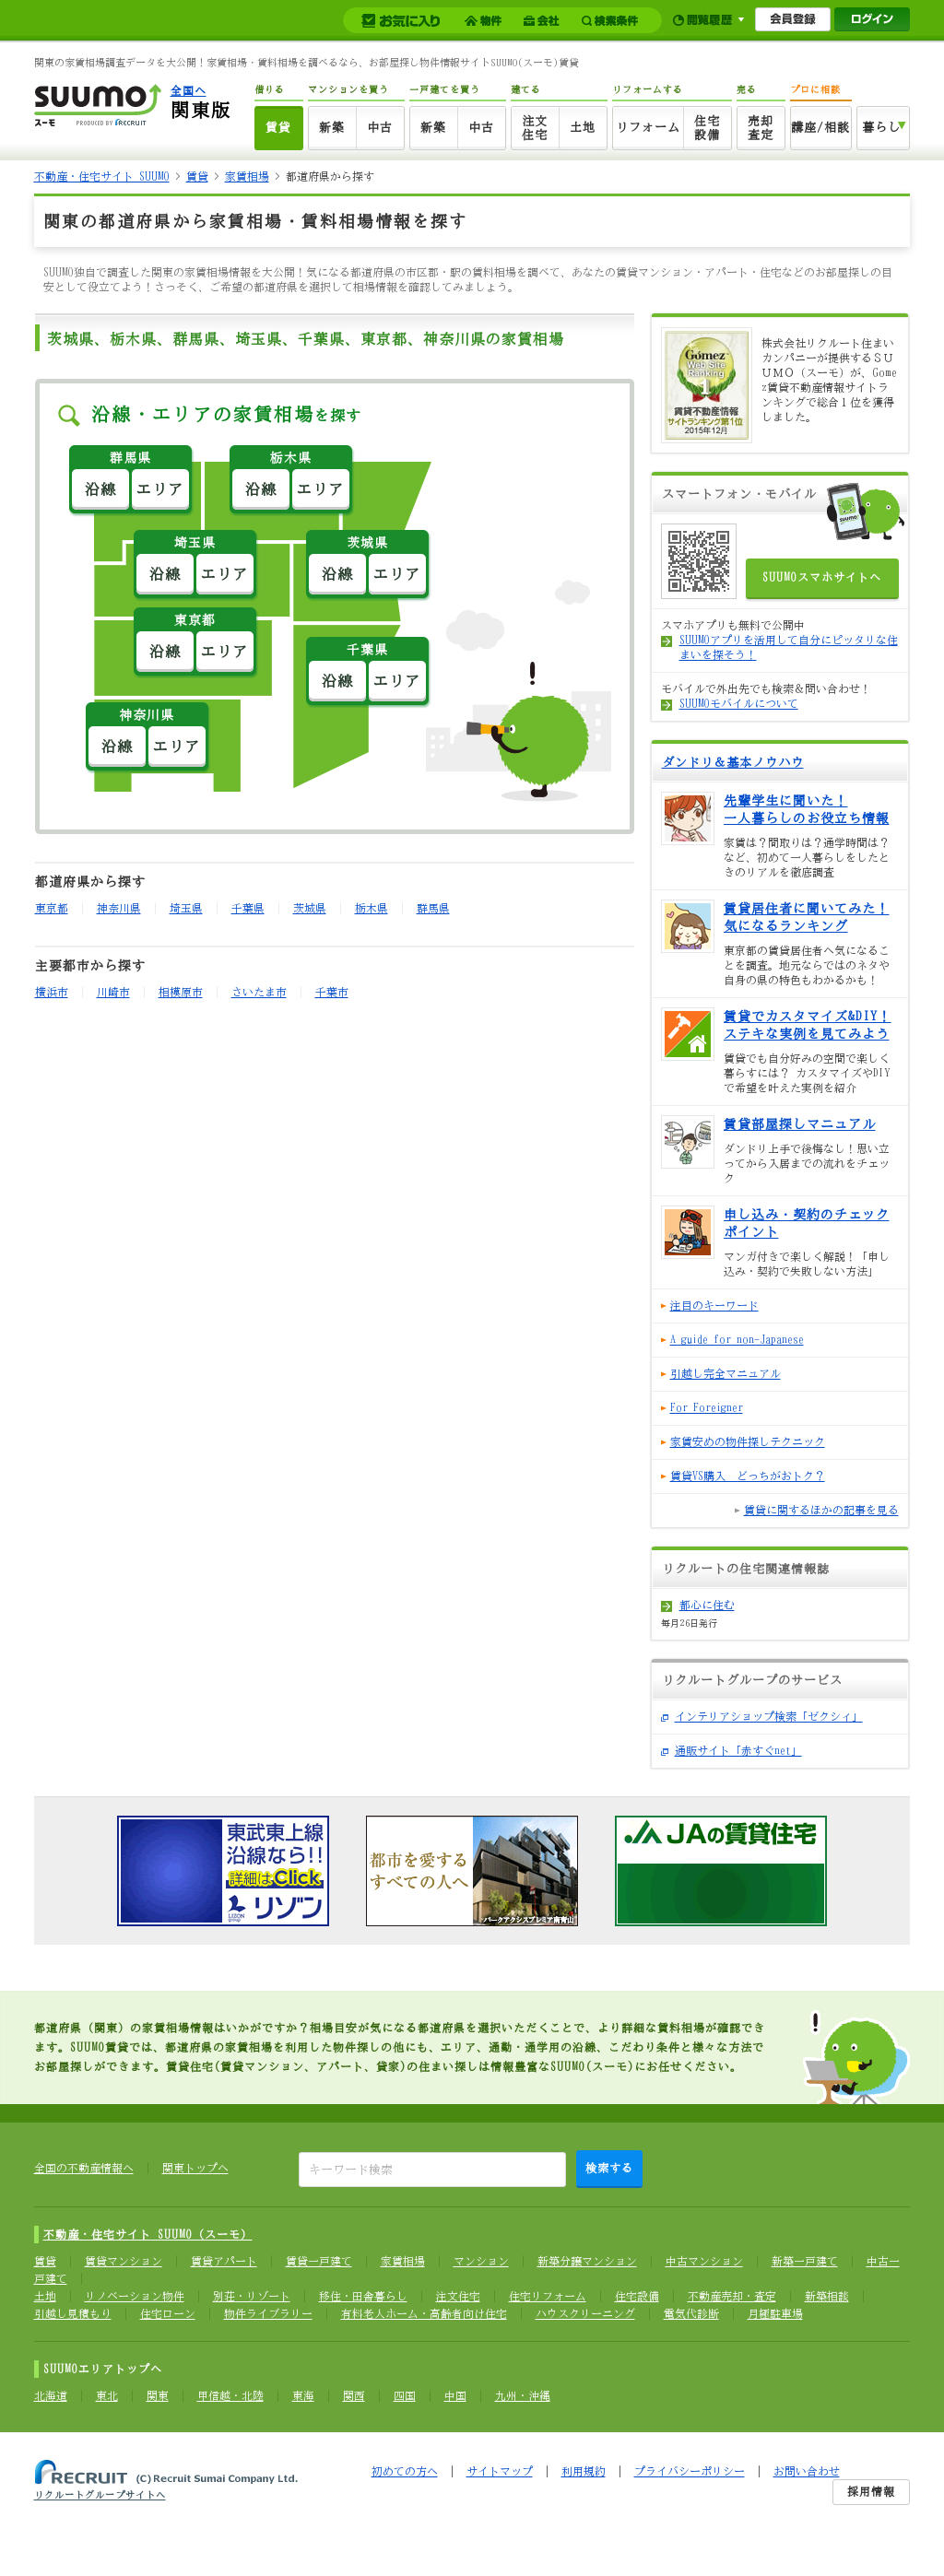 お気に入り 物件 会社 検索条件 閲覧履歴 会員登録 ログイン
関東の家賃相場調査データを大公開！家賃相場・賃料相場を調べるなら、お部屋探し物件情報サイトSUUMO(スーモ)賃貸
suumo 全国へ
関東版
スーモ PRODUCED BY RECRUIT
借りる マンションを買う 一戸建てを買う 建てる リフォームする 売る プロに相談
賃貸 新築 中古 新築 中古 注文住宅 土地 リフォーム 住宅設備 売却査定 講座/相談 暮らし
不動産・住宅サイト SUUMO > 賃貸 > 家賃相場 > 都道府県から探す
関東の都道府県から家賃相場・賃料相場情報を探す
SUUMO独自で調査した関東の家賃相場情報を大公開！気になる都道府県の市区郡・駅の賃料相場を調べて、あなたの賃貸マンション・アパート・住宅などのお部屋探しの目
安として役立てよう！さっそく、ご希望の都道府県を選択して相場情報を確認してみましょう。
茨城県、栃木県、群馬県、埼玉県、千葉県、東京都、神奈川県の家賃相場
沿線・エリアの家賃相場を探す
群馬県
沿線 エリア
栃木県
沿線 エリア
埼玉県
沿線 エリア
茨城県
沿線 エリア
東京都
沿線 エリア
千葉県
沿線 エリア
神奈川県
沿線 エリア
都道府県から探す
東京都 神奈川県 埼玉県 千葉県 茨城県 栃木県 群馬県
主要都市から探す
横浜市 川崎市 相模原市 さいたま市 千葉市
Gomez
Web Site
Ranking
1
賃貸不動産情報
サイトランキング第1位
2015年12月
株式会社リクルート住まい
カンパニーが提供するSU
UMO（スーモ）が、Gome
z賃貸不動産情報サイトラ
ンキングで総合１位を獲得
しました。
スマートフォン・モバイル
SUUMOスマホサイトへ
スマホアプリも無料で公開中
SUUMOアプリを活用して自分にピッタリな住
まいを探そう！
モバイルで外出先でも検索&問い合わせ！
SUUMOモバイルについて
ダンドリ&基本ノウハウ
先輩学生に聞いた！
一人暮らしのお役立ち情報
家賃は？間取りは？通学時間は？
など、初めて一人暮らしをしたと
きのリアルを徹底調査
賃貸居住者に聞いてみた！
気になるランキング
東京都の賃貸居住者へ気になるこ
とを調査。地元ならではのネタや
自身の県の特色もわかるかも！
賃貸でカスタマイズ&DIY！
ステキな実例を見てみよう
賃貸でも自分好みの空間で楽しく
暮らすには？ カスタマイズやDIY
で希望を叶えた実例を紹介
賃貸部屋探しマニュアル
ダンドリ上手で後悔なし！思い立
ってから入居までの流れをチェッ
ク
申し込み・契約のチェック
ポイント
マンガ付きで楽しく解説！「申し
込み・契約で失敗しない方法」
注目のキーワード
A guide for non-Japanese
引越し完全マニュアル
For Foreigner
家賃安めの物件探しテクニック
賃貸VS購入　どっちがおトク？
賃貸に関するほかの記事を見る
リクルートの住宅関連情報誌
都心に住む
毎月26日発行
リクルートグループのサービス
インテリアショップ検索「ゼクシィ」
通販サイト「赤すぐnet」
東武東上線
沿線なら!!
詳細はClick
LIZON group リゾン
都市を愛する
すべての人へ
パークアクシスプレミア南青山
JAの賃貸住宅
都道府県（関東）の家賃相場情報はいかがですか？相場目安が気になる都道府県を選択いただくことで、より詳細な賃料相場が確認でき
ます。SUUMO賃貸では、都道府県の家賃相場を利用した物件探しの他にも、エリア、通勤・通学用の沿線、こだわり条件と様々な方法で
お部屋探しができます。賃貸住宅(賃貸マンション、アパート、貸家)の住まい探しは情報豊富なSUUMO(スーモ)にお任せください。
全国の不動産情報へ 関東トップへ キーワード検索 検索する
不動産・住宅サイト SUUMO（スーモ）
賃貸 賃貸マンション 賃貸アパート 賃貸一戸建て 家賃相場 マンション 新築分譲マンション 中古マンション 新築一戸建て 中古一
戸建て
土地 リノベーション物件 別荘・リゾート 移住・田舎暮らし 注文住宅 住宅リフォーム 住宅設備 不動産売却・査定 新築相談
引越し見積もり 住宅ローン 物件ライブラリー 有料老人ホーム・高齢者向け住宅 ハウスクリーニング 電気代診断 月極駐車場
SUUMOエリアトップへ
北海道 東北 関東 甲信越・北陸 東海 関西 四国 中国 九州・沖縄
RECRUIT (C) Recruit Sumai Company Ltd.
リクルートグループサイトへ
初めての方へ | サイトマップ | 利用規約 | プライバシーポリシー | お問い合わせ
採用情報